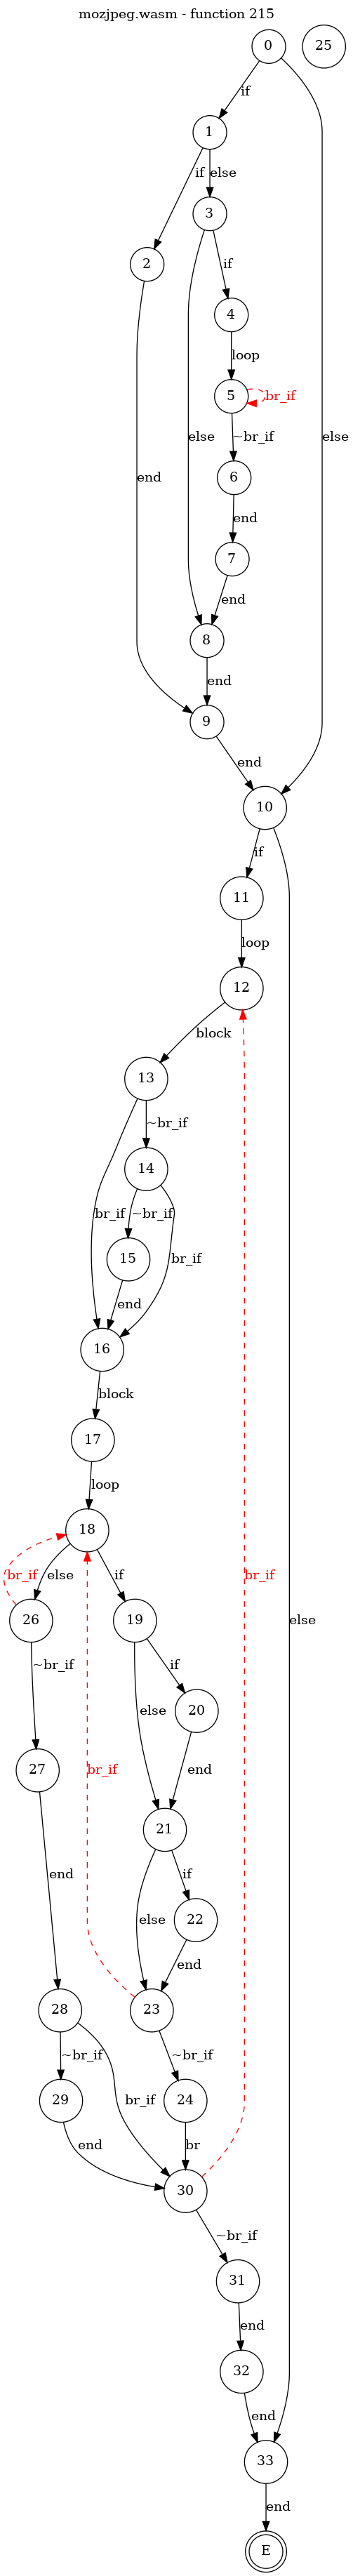 mozjpeg.wasm - function 215
0 25
if
1
if else else
3
2
if
4
loop
5 br_if
end else ~br_if
6
end
7
end
8
end
9
end
10
if
11
loop
12
block
13
~br_if
14
br_if ~br_if br_if
15
end
16
block
17
loop
18
br_if else if br_if else
26 19
~br_if if
else 20
27 br_if end
21
end if
else 22
end
28 23
~br_if br_if ~br_if
29 24
end br
30
~br_if
31
end
32
end
33
end
E